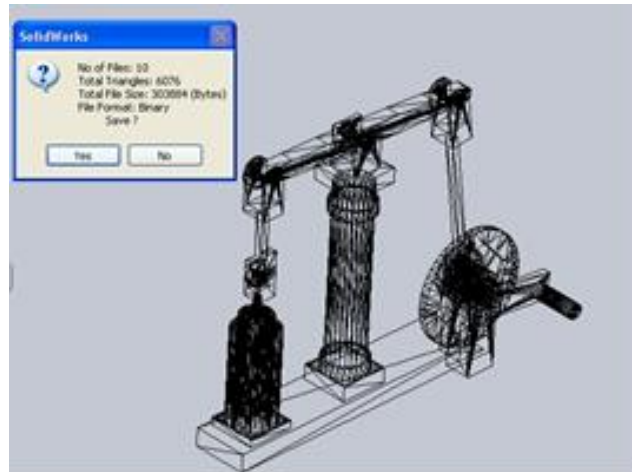 SolidWorks
No of Files: 10
Total Triangles: 6076
Total File Size: 303884 (Bytes)
File Format: Binary
Save ?
Yes
No